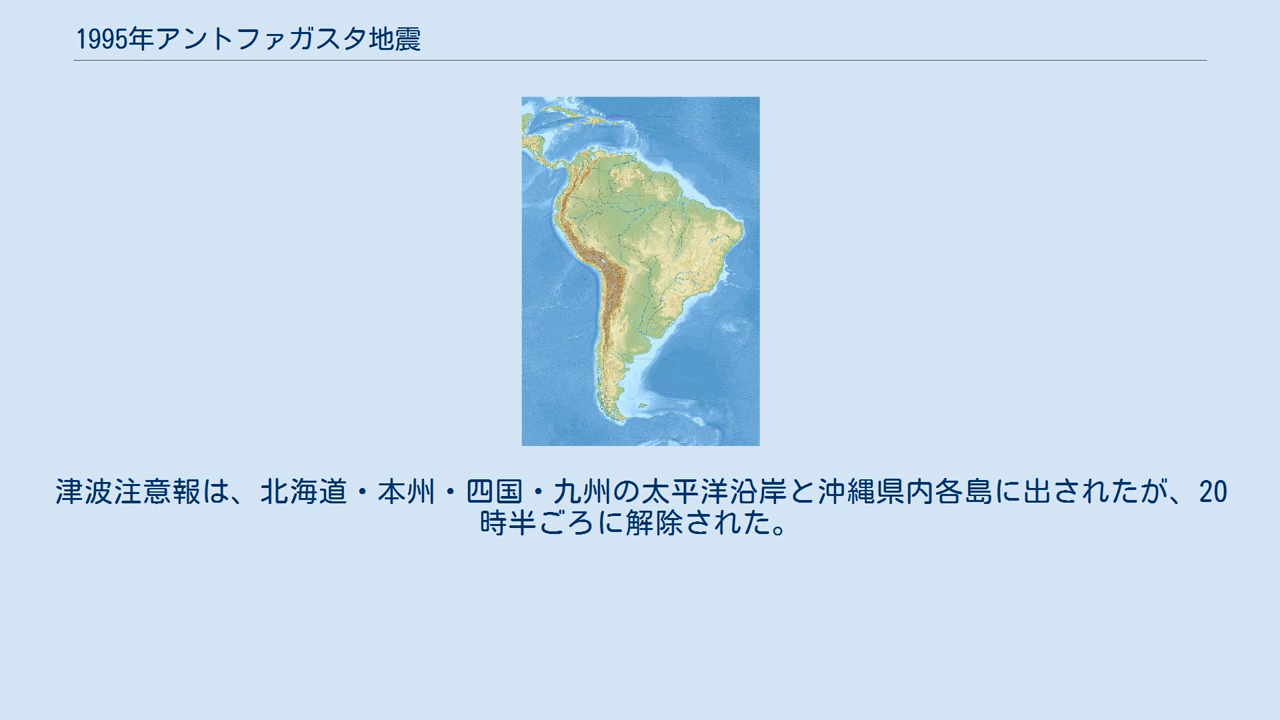 1995年アントファガスタ地震
津波注意報は、北海道・本州・四国・九州の太平洋沿岸と沖縄県内各島に出されたが、20
時半ごろに解除された。